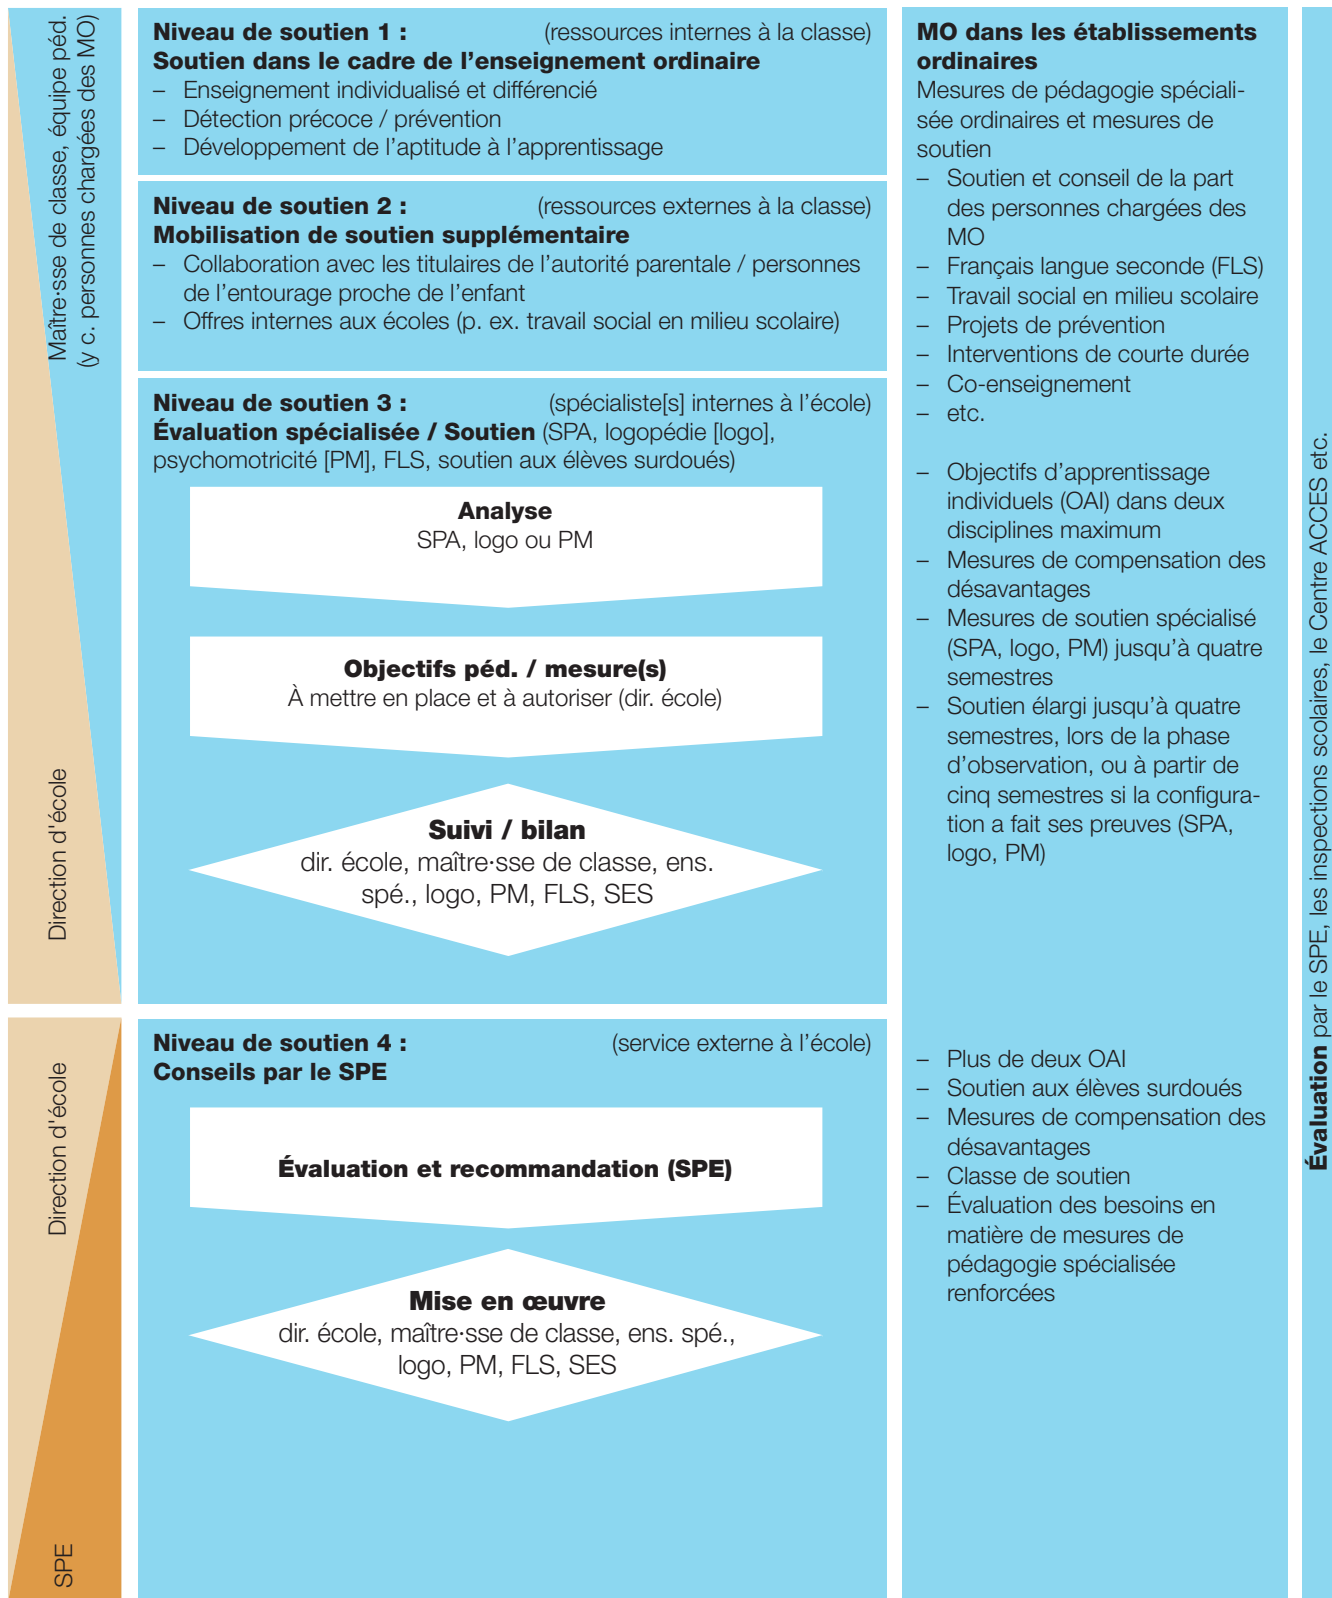 Maître·sse de classe, équipe péd.
(y c. personnes chargées des MO)
Direction d'école
Niveau de soutien 1 : (ressources internes à la classe)
Soutien dans le cadre de l’enseignement ordinaire
– Enseignement individualisé et différencié
– Détection précoce / prévention
– Développement de l’aptitude à l’apprentissage
Niveau de soutien 2 : (ressources externes à la classe)
Mobilisation de soutien supplémentaire
– Collaboration avec les titulaires de l’autorité parentale / personnes
de l’entourage proche de l’enfant
– Offres internes aux écoles (p. ex. travail social en milieu scolaire)
Niveau de soutien 3 : (spécialiste[s] internes à l’école)
Évaluation spécialisée / Soutien (SPA, logopédie [logo],
psychomotricité [PM], FLS, soutien aux élèves surdoués)
Analyse
SPA, logo ou PM
Objectifs péd. / mesure(s)
À mettre en place et à autoriser (dir. école)
Suivi / bilan
dir. école, maître·sse de classe, ens.
spé., logo, PM, FLS, SES
Direction d'école
SPE
Niveau de soutien 4 : (service externe à l’école)
Conseils par le SPE
Évaluation et recommandation (SPE)
Mise en œuvre
dir. école, maître·sse de classe, ens. spé.,
logo, PM, FLS, SES
MO dans les établissements
ordinaires
Mesures de pédagogie spéciali-
sée ordinaires et mesures de
soutien
– Soutien et conseil de la part
des personnes chargées des
MO
– Français langue seconde (FLS)
– Travail social en milieu scolaire
– Projets de prévention
– Interventions de courte durée
– Co-enseignement
– etc.
– Objectifs d’apprentissage
individuels (OAI) dans deux
disciplines maximum
– Mesures de compensation des
désavantages
– Mesures de soutien spécialisé
(SPA, logo, PM) jusqu’à quatre
semestres
– Soutien élargi jusqu’à quatre
semestres, lors de la phase
d’observation, ou à partir de
cinq semestres si la configura-
tion a fait ses preuves (SPA,
logo, PM)
– Plus de deux OAI
– Soutien aux élèves surdoués
– Mesures de compensation des
désavantages
– Classe de soutien
– Évaluation des besoins en
matière de mesures de
pédagogie spécialisée
renforcées
Évaluation par le SPE, les inspections scolaires, le Centre ACCES etc.